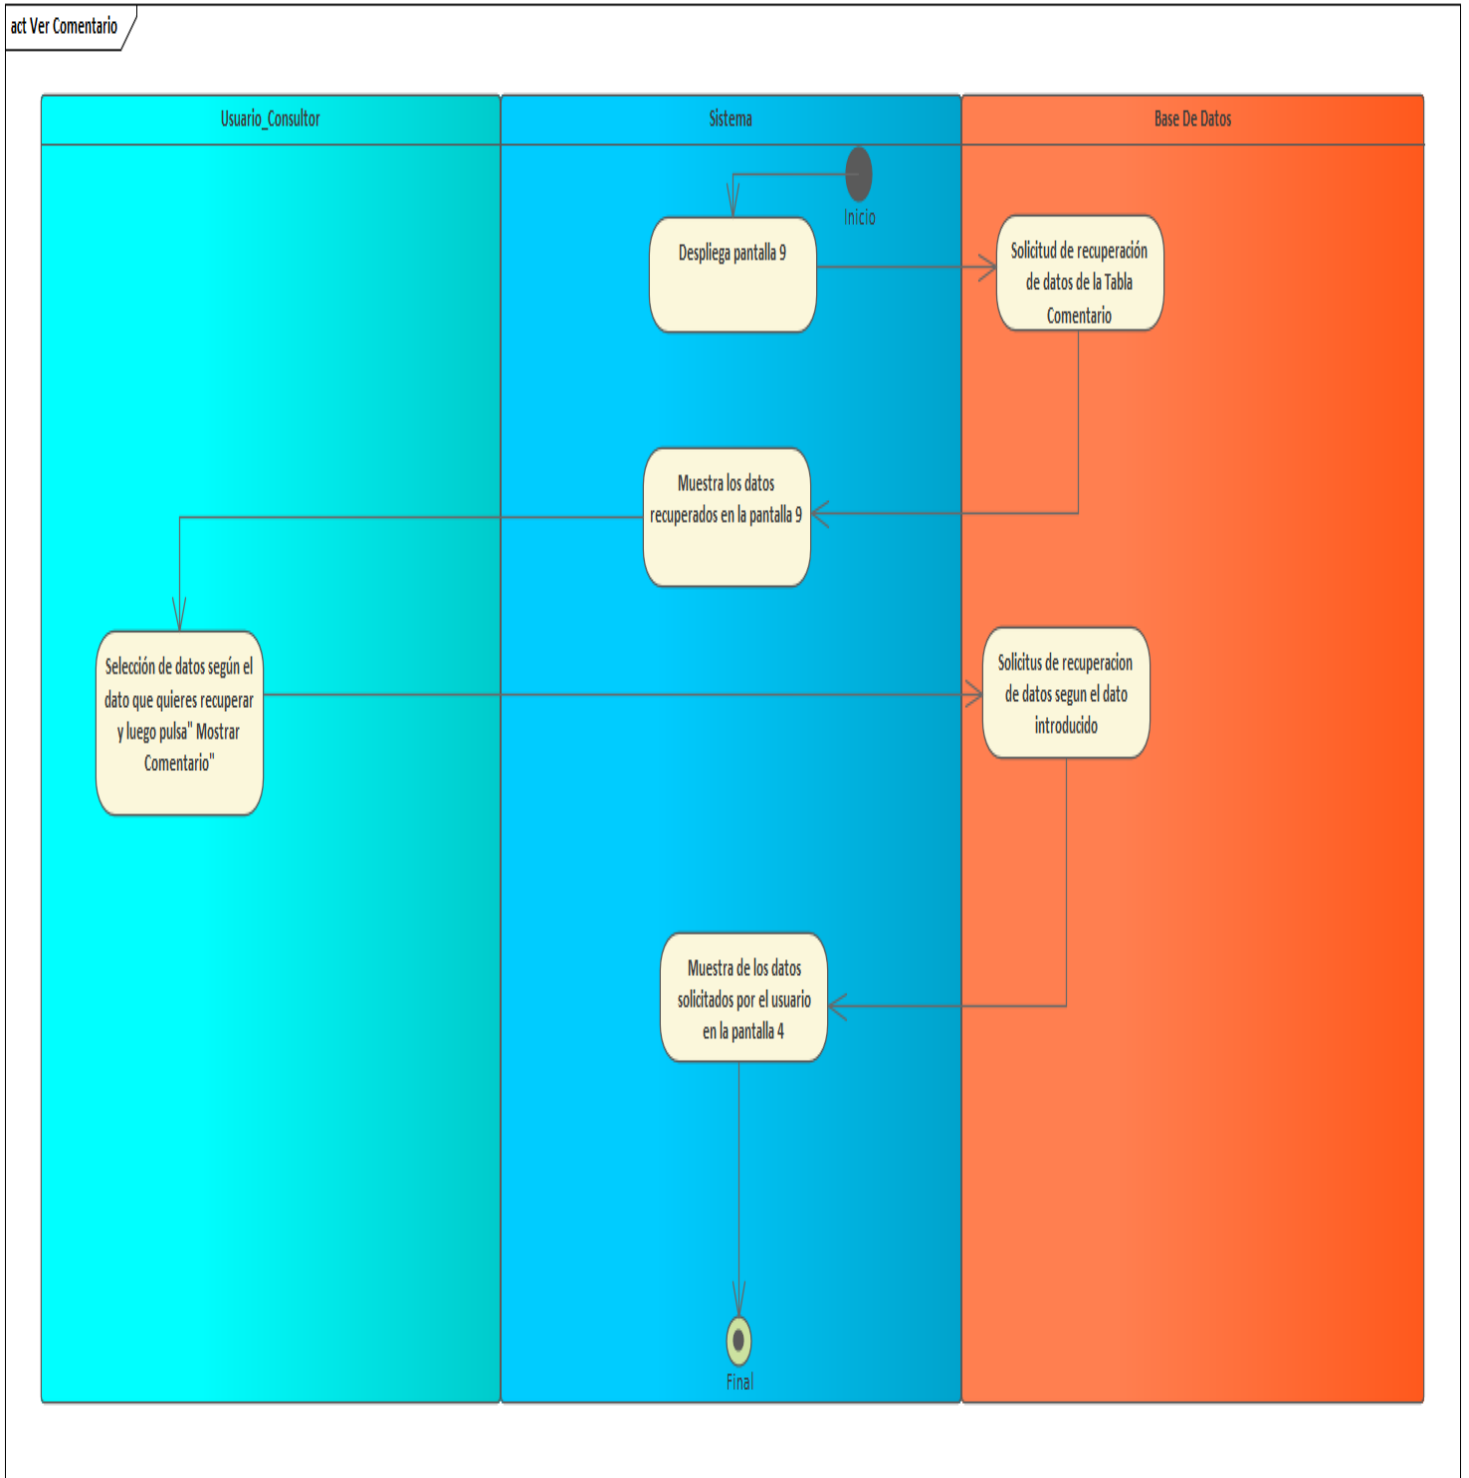 act Ver Comentario
Usuario_Consultor
Sistema
Base De Datos
Inicio
Despliega pantalla 9
Solicitud de recuperación
de datos de la Tabla
Comentario
Muestra los datos
recuperados en la pantalla 9
Selección de datos según el
dato que quieres recuperar
y luego pulsa" Mostrar
Comentario"
Solicitus de recuperacion
de datos segun el dato
introducido
Muestra de los datos
solicitados por el usuario
en la pantalla 4
Final